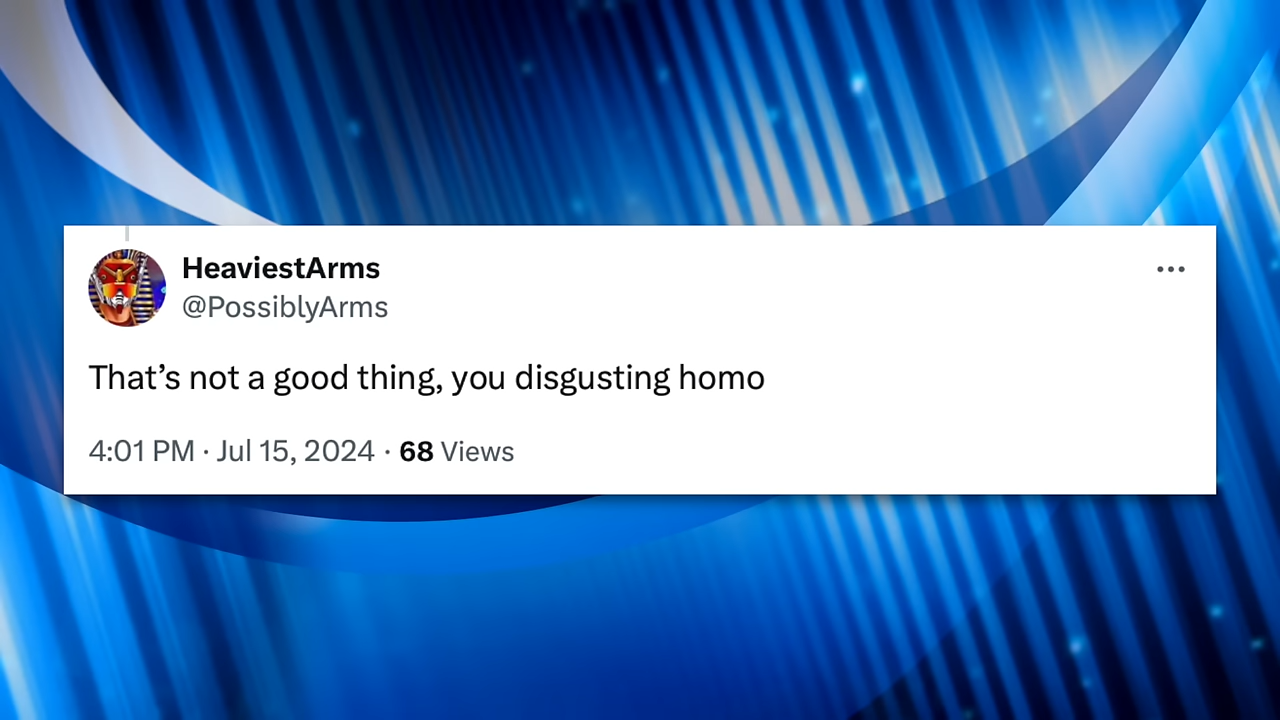 HeaviestArms
@PossiblyArms
That’s not a good thing, you disgusting homo
4:01 PM · Jul 15, 2024 · 68 Views